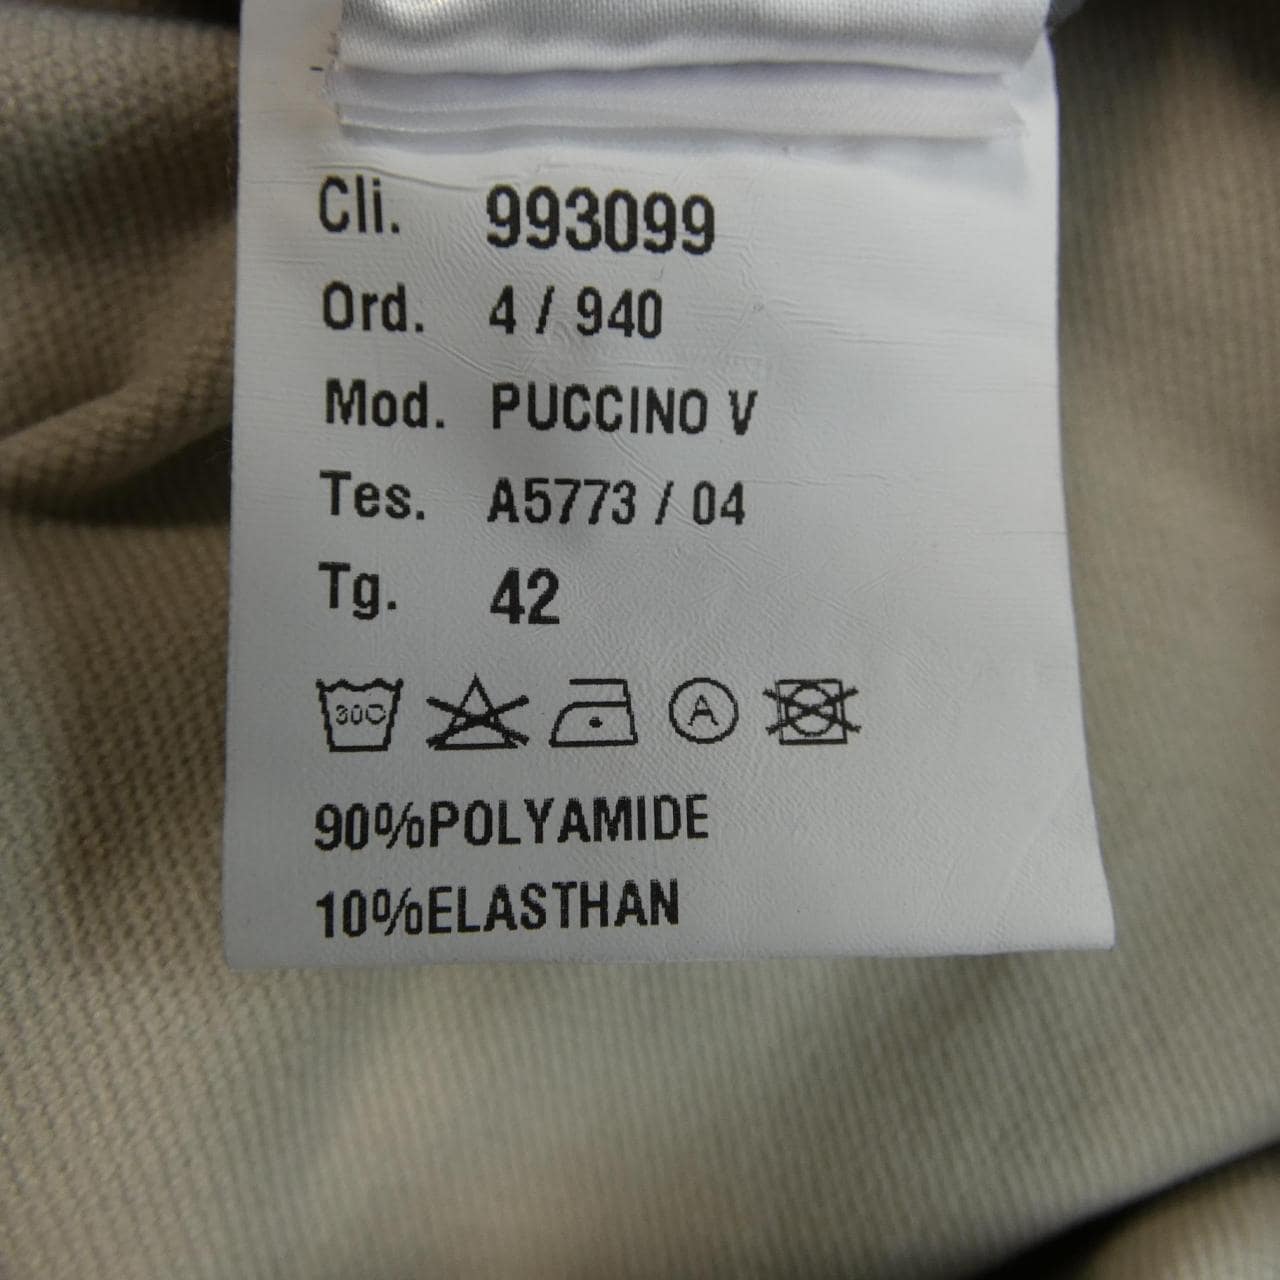 Cli. 993099
Ord. 4 / 940
Mod. PUCCINO V
Tes. A5773 / 04
Tg. 42
30C
A
90%POLYAMIDE
10%ELASTHAN